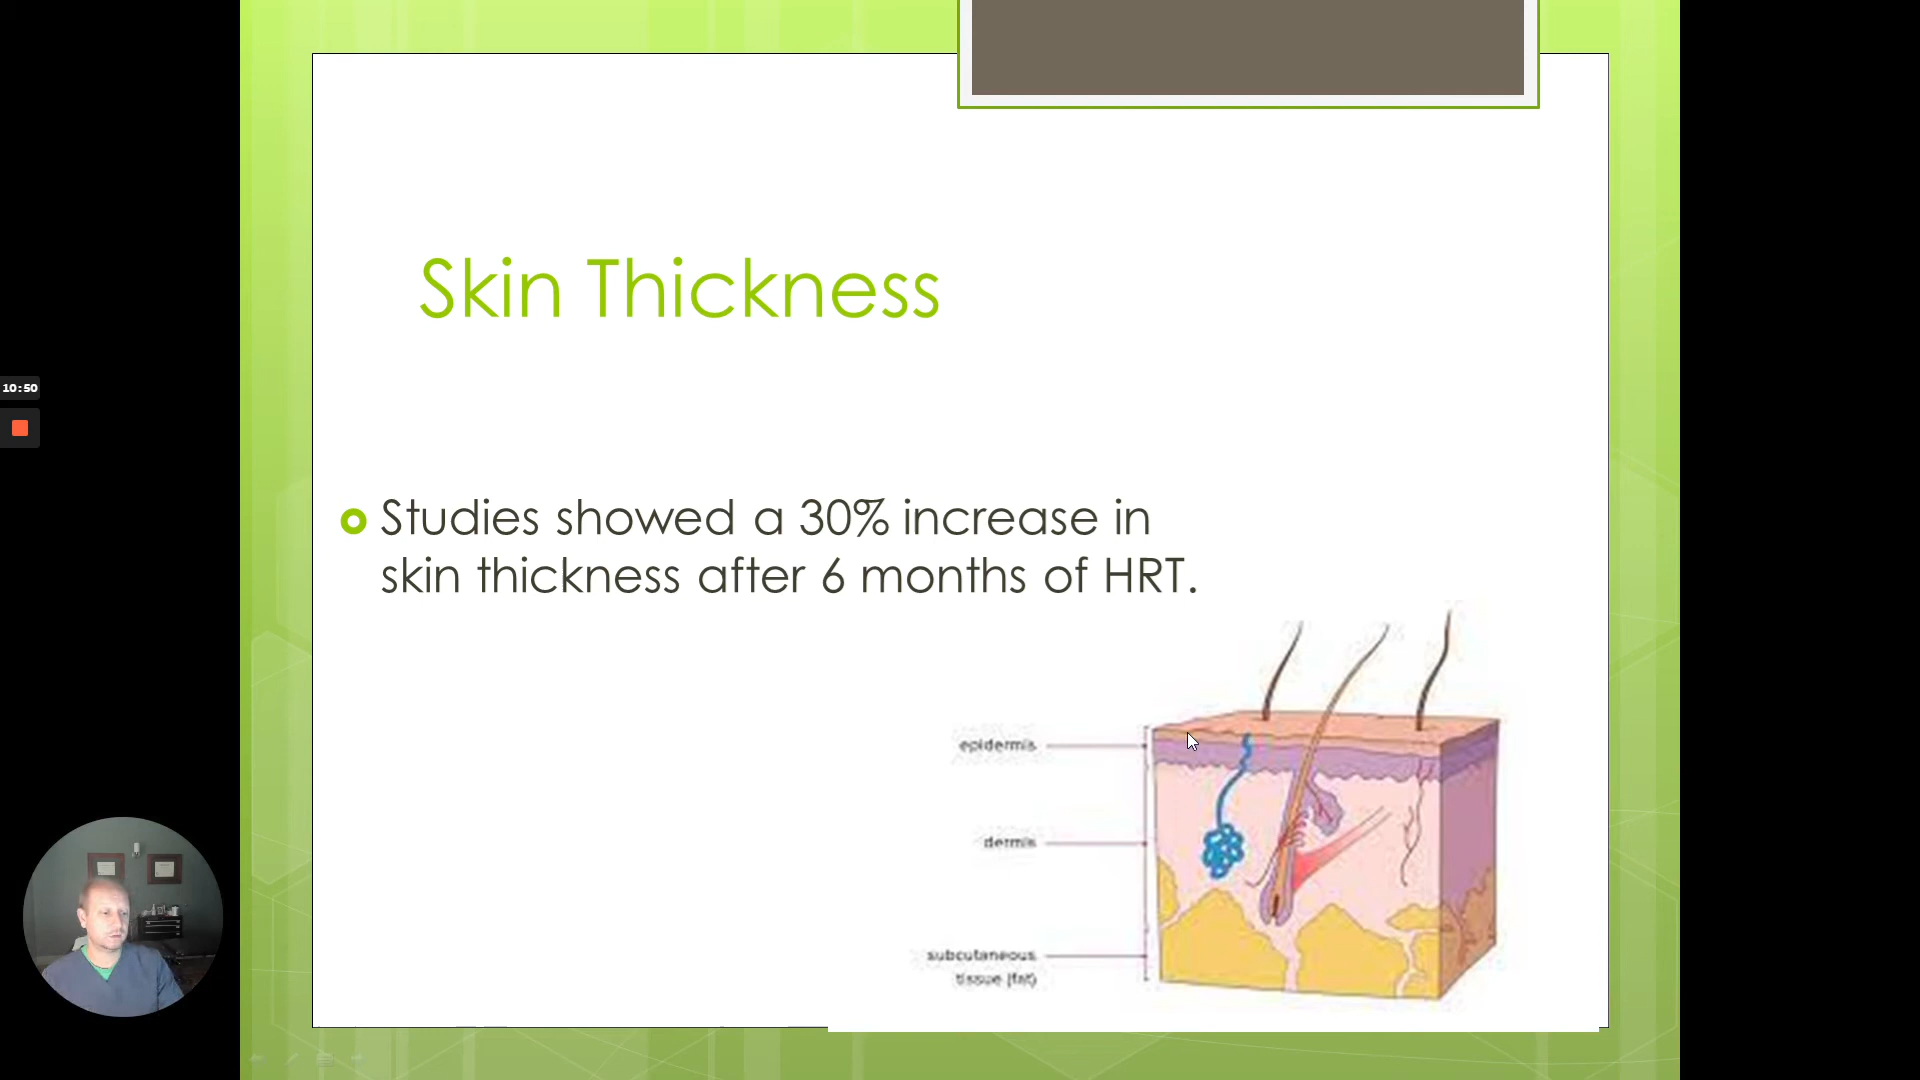 Skin Thickness
10:50
Studies showed a 30% increase in
skin thickness after 6 months of HRT.
epidermis
dermis
subcutaneous
tissue (fat)